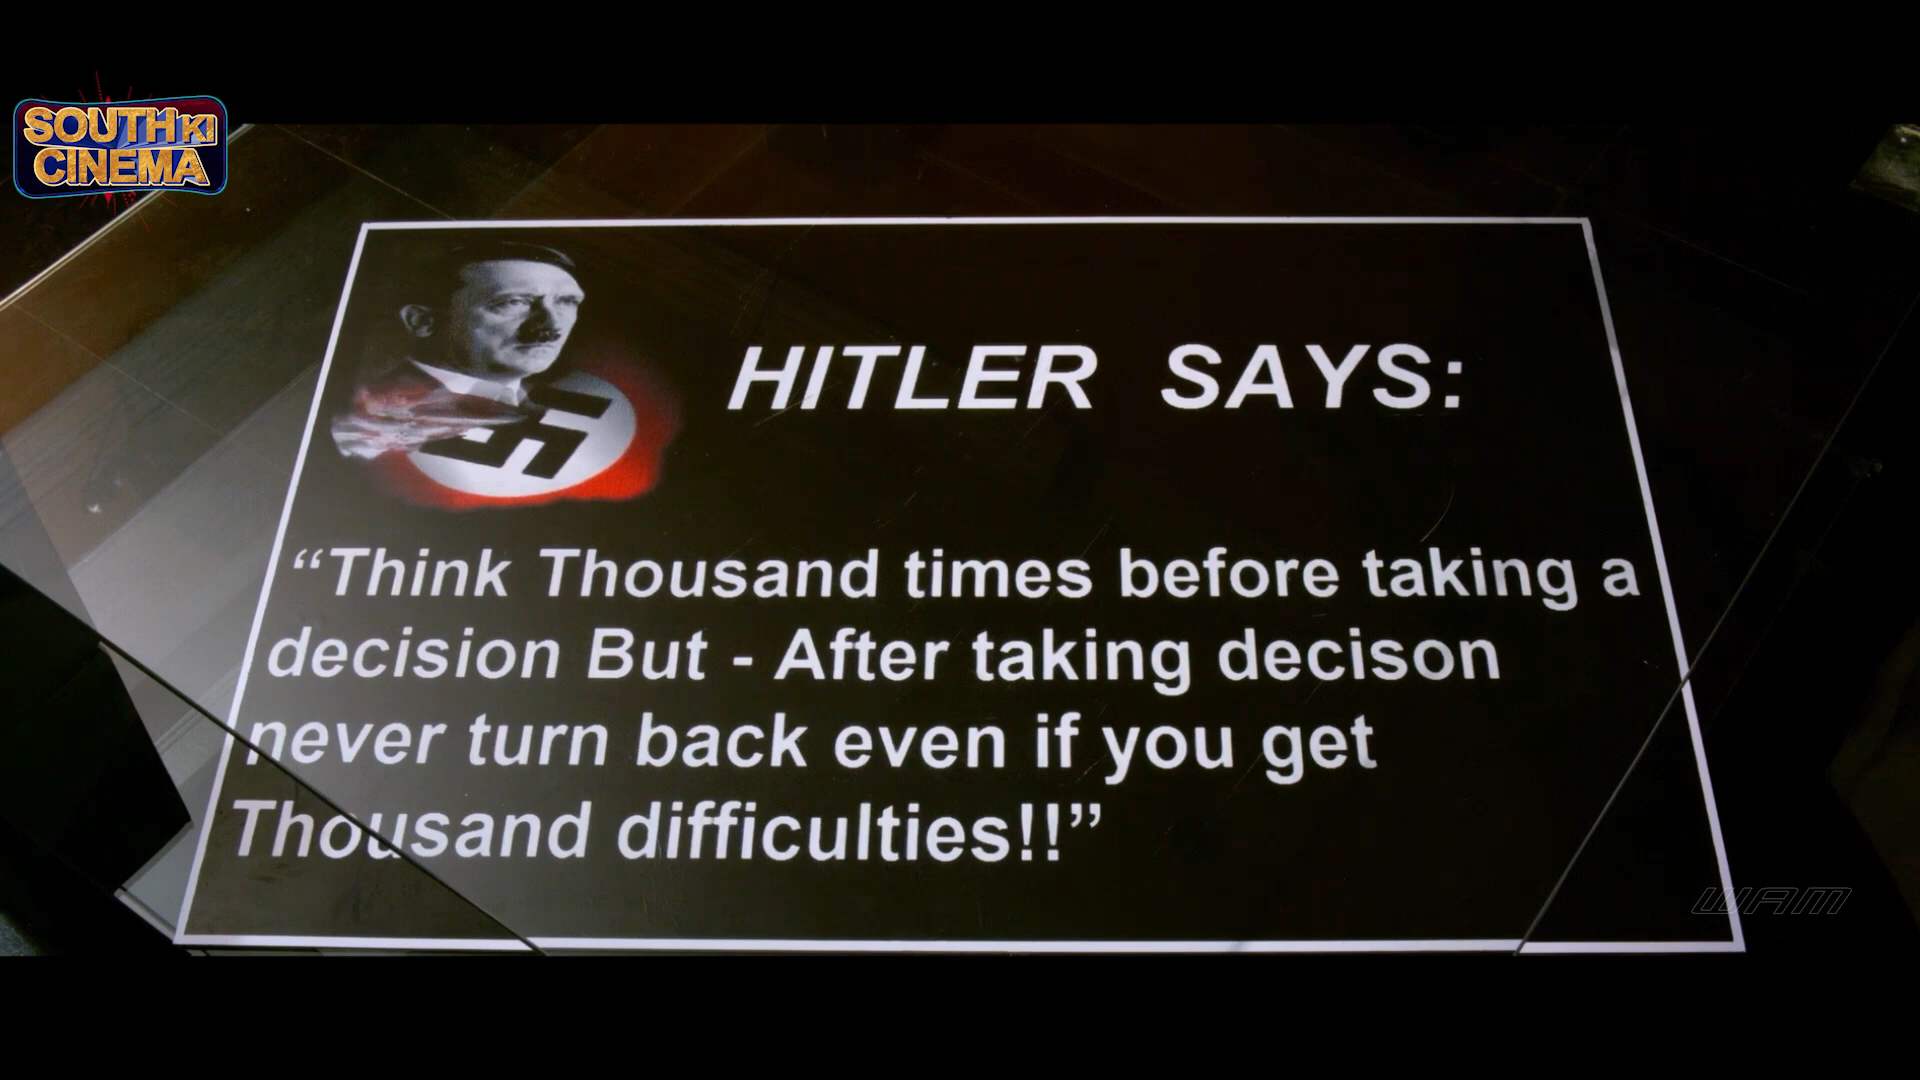 SOUTH KI
CINEMA
HITLER SAYS:
“Think Thousand times before taking a
decision But - After taking decison
never turn back even if you get
Thousand difficulties!!”
WAM